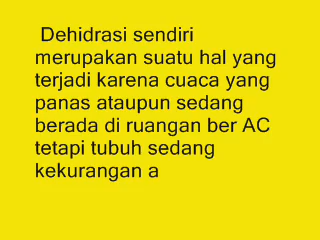 Dehidrasi sendiri
merupakan suatu hal yang
terjadi karena cuaca yang
panas ataupun sedang
berada di ruangan ber AC
tetapi tubuh sedang
kekurangan a